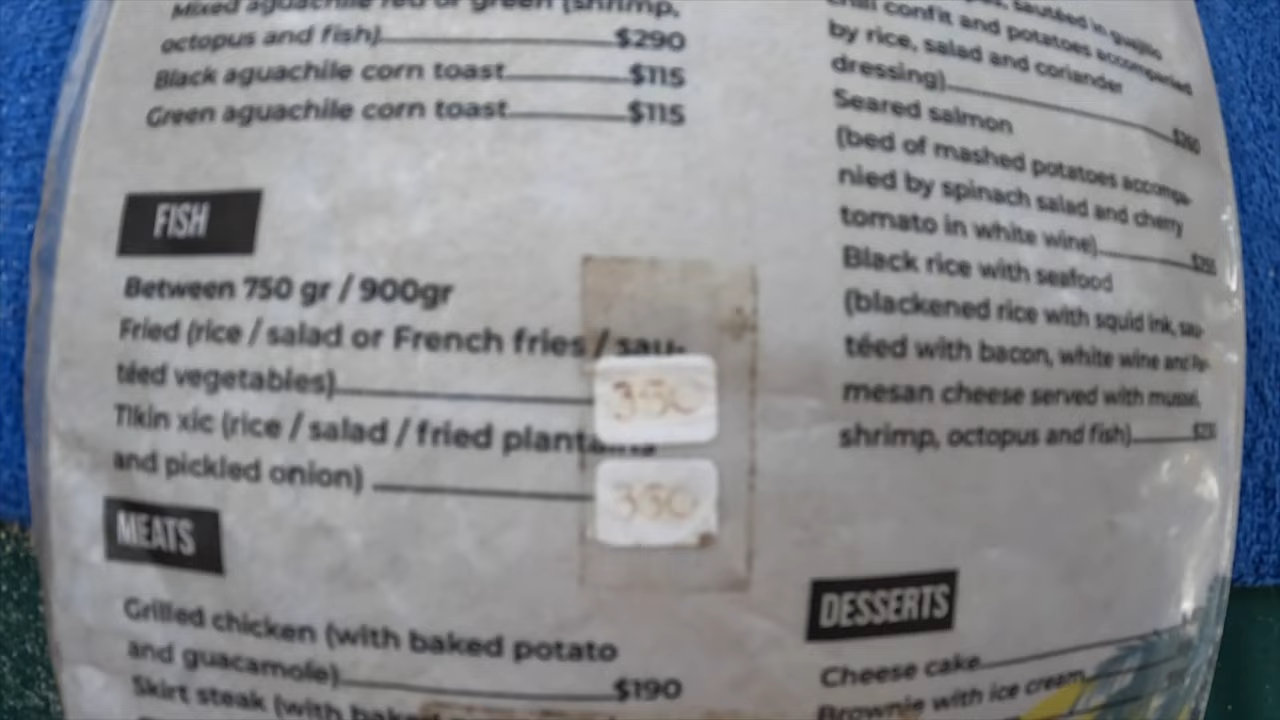 Mixed aguachile red or green (shrimp,
octopus and fish) $290
Black aguachile corn toast $115
Green aguachile corn toast $115
FISH
Between 750 gr / 900gr
Fried (rice / salad or French fries / sau-
téed vegetables) 350
Tikin xic (rice / salad / fried plantains
and pickled onion) 350
MEATS
Grilled chicken (with baked potato
and guacamole) $190
Skirt steak (with baked
sautéed in guajillo
chili confit and potatoes accompanied
by rice, salad and coriander
dressing)
Seared salmon
(bed of mashed potatoes accompa-
nied by spinach salad and cherry
tomato in white wine)
Black rice with seafood
(blackened rice with squid ink, sau-
téed with bacon, white wine and Par-
mesan cheese served with mussel,
shrimp, octopus and fish)
DESSERTS
Cheese cake
Brownie with ice cream